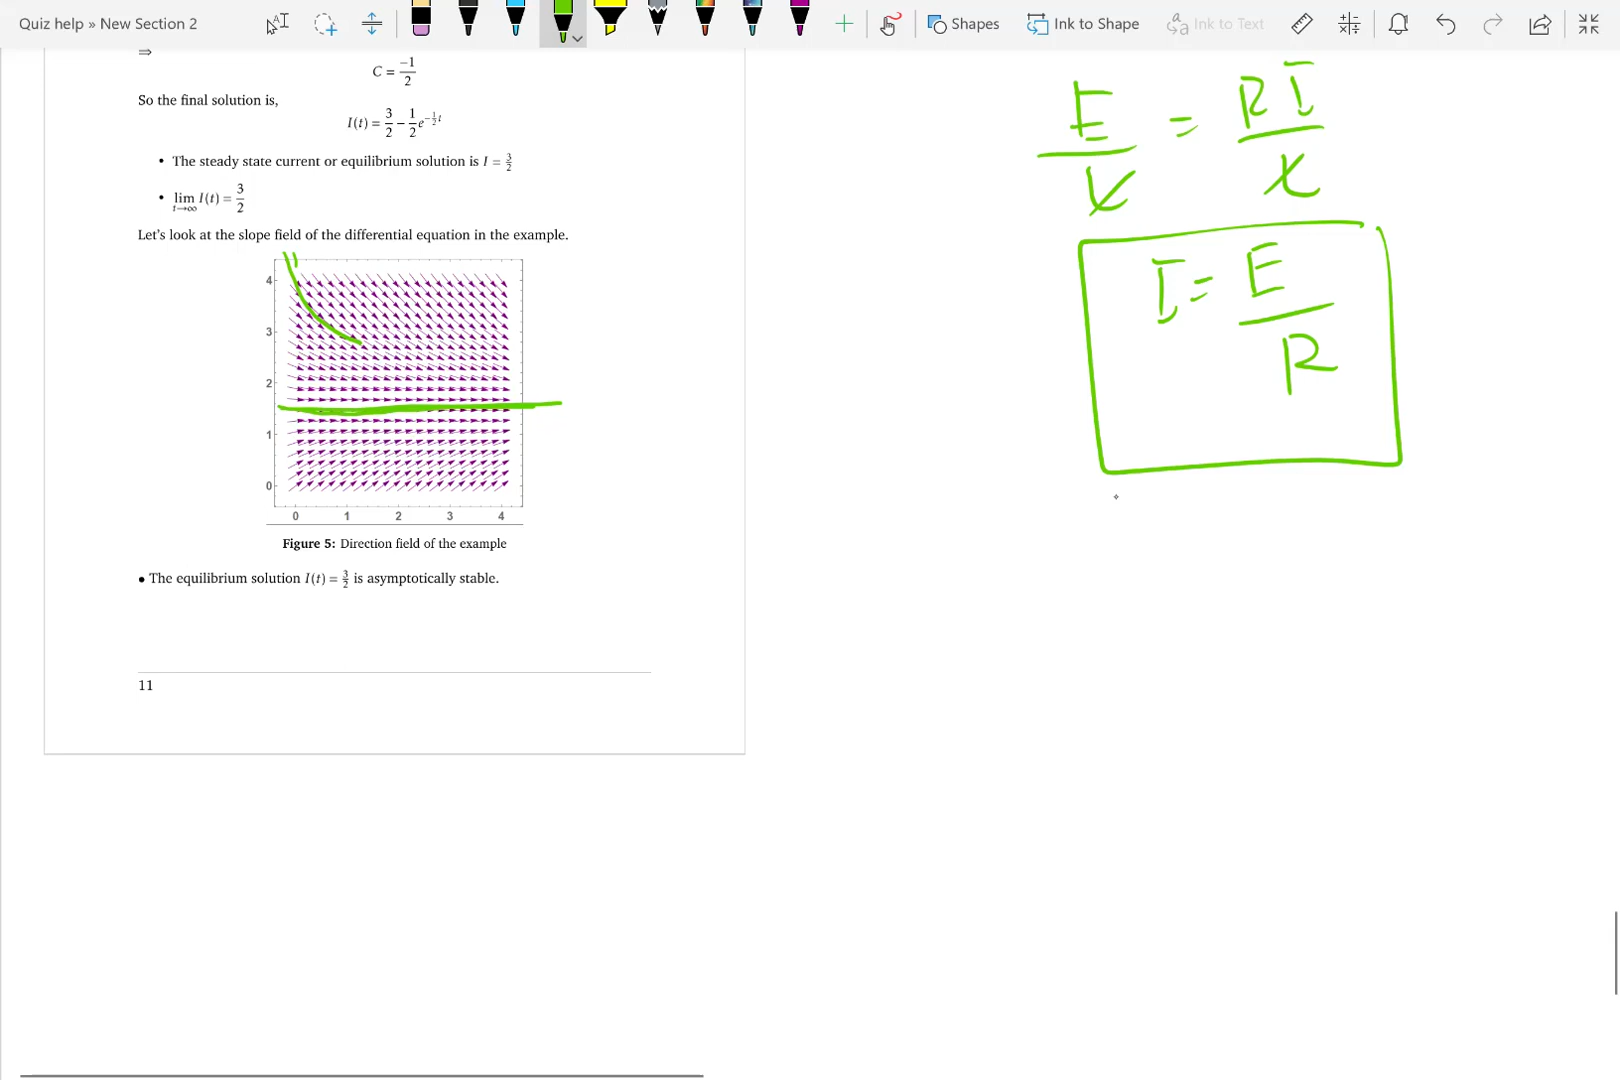 Quiz help » New Section 2
Shapes
Ink to Shape
Ink to Text
⇒
C = −1/2
So the final solution is,
I(t) = 3/2 − 1/2 e^{−1/2 t}
• The steady state current or equilibrium solution is I = 3/2
• lim t→∞ I(t) = 3/2
Let's look at the slope field of the differential equation in the example.
4
3
2
1
0
0 1 2 3 4
Figure 5: Direction field of the example
• The equilibrium solution I(t) = 3/2 is asymptotically stable.
11
E = R I
I = E/R